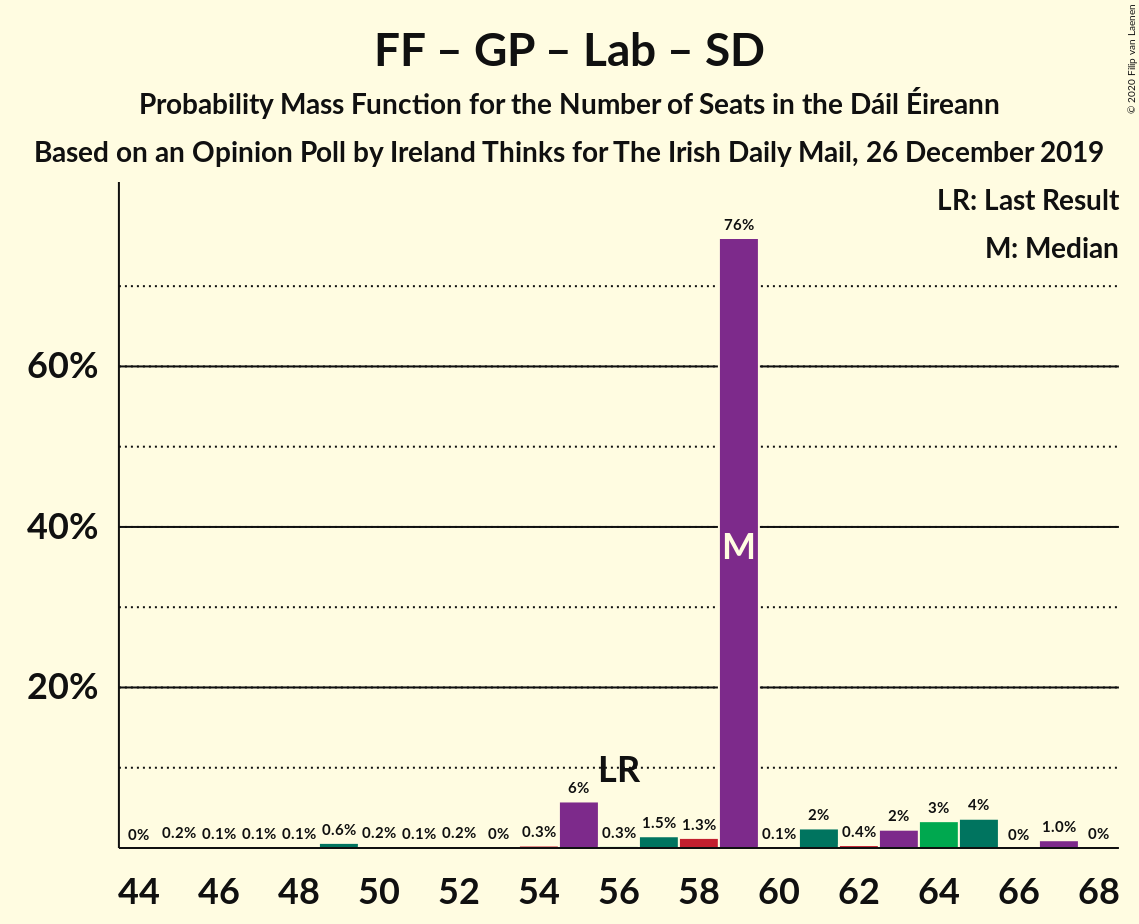 FF – GP – Lab – SD
Probability Mass Function for the Number of Seats in the Dáil Éireann
Based on an Opinion Poll by Ireland Thinks for The Irish Daily Mail, 26 December 2019
© 2020 Filip van Laenen
LR: Last Result
M: Median
76%
60%
M
40%
20%
LR
0% 0.2% 0.1% 0.1% 0.1% 0.6% 0.2% 0.1% 0.2% 0% 0.3% 6% 0.3% 1.5% 1.3% 0.1% 2% 0.4% 2% 3% 4% 0% 1.0% 0%
44 46 48 50 52 54 56 58 60 62 64 66 68